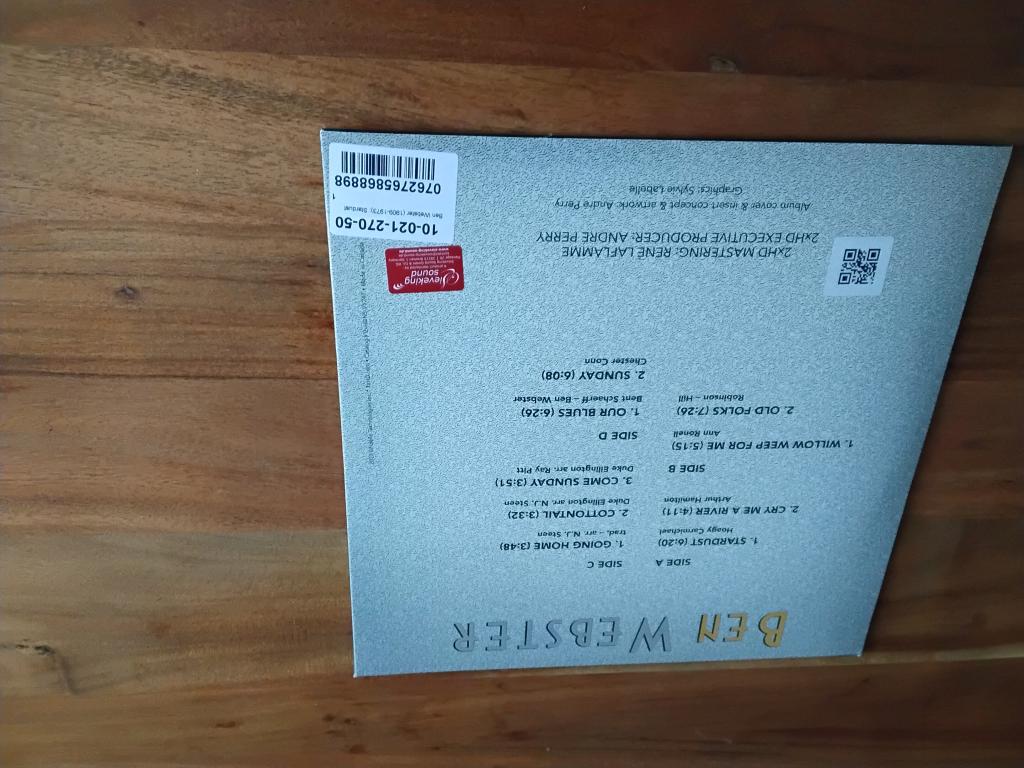 BEN WEBSTER
SIDE A
1. STARDUST (6:20)
Hoagy Carmichael
2. CRY ME A RIVER (4:11)
Arthur Hamilton
SIDE B
1. WILLOW WEEP FOR ME (5:15)
Ann Ronell
2. OLD FOLKS (7:26)
Robinson – Hill
SIDE C
1. GOING HOME (3:48)
trad. – arr. N.J. Steen
2. COTTONTAIL (3:32)
Duke Ellington arr. N.J. Steen
3. COME SUNDAY (3:51)
Duke Ellington arr. Ray Pitt
SIDE D
1. OUR BLUES (6:26)
Bent Schaerff – Ben Webster
2. SUNDAY (6:08)
Chester Conn
2xHD MASTERING: RENÉ LAFLAMME
2xHD EXECUTIVE PRODUCER: ANDRÉ PERRY
Album cover & insert concept & artwork: André Perry
Graphics: Sylvie Labelle
Sieveking
sound
10-021-270-50
Ben Webster (1909-1973): Stardust
1
0762765868898